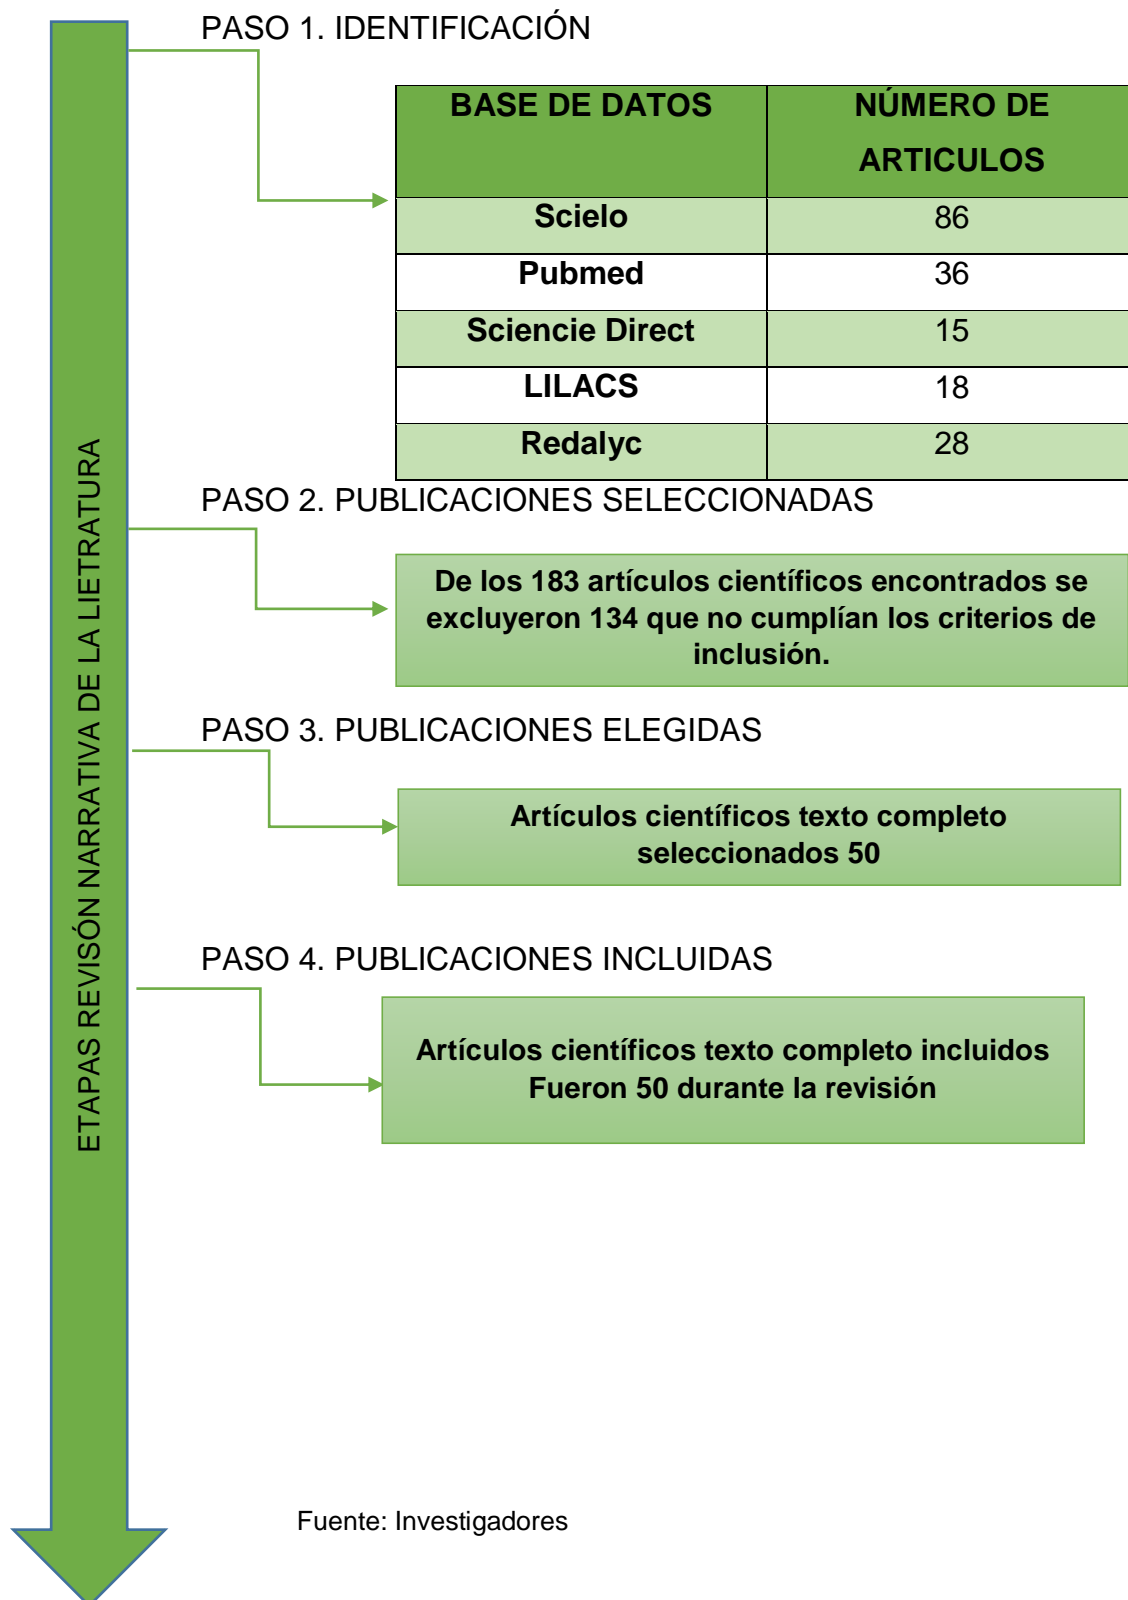 PASO 1. IDENTIFICACIÓN
BASE DE DATOS
NÚMERO DE
ARTICULOS
Scielo
86
Pubmed
36
Sciencie Direct
15
LILACS
18
Redalyc
28
PASO 2. PUBLICACIONES SELECCIONADAS
De los 183 artículos científicos encontrados se
excluyeron 134 que no cumplían los criterios de
inclusión.
PASO 3. PUBLICACIONES ELEGIDAS
Artículos científicos texto completo
seleccionados 50
PASO 4. PUBLICACIONES INCLUIDAS
Artículos científicos texto completo incluidos
Fueron 50 durante la revisión
ETAPAS REVISÓN NARRATIVA DE LA LIETRATURA
Fuente: Investigadores